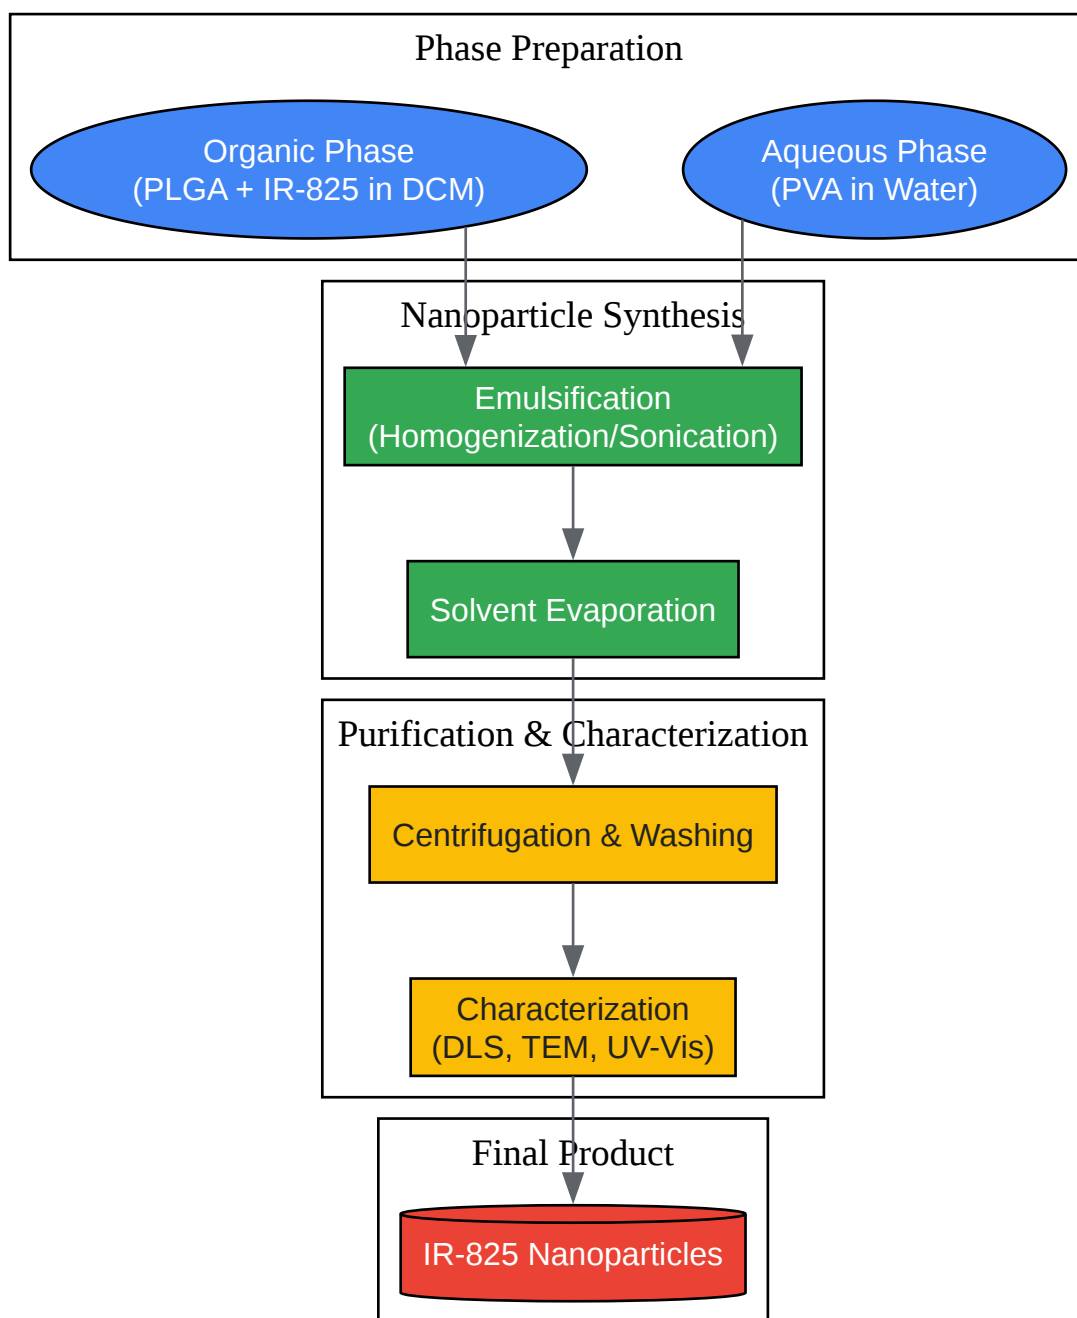 Phase Preparation
Organic Phase
(PLGA + IR-825 in DCM)
Aqueous Phase
(PVA in Water)
Nanoparticle Synthesis
Emulsification
(Homogenization/Sonication)
Solvent Evaporation
Purification & Characterization
Centrifugation & Washing
Characterization
(DLS, TEM, UV-Vis)
Final Product
IR-825 Nanoparticles